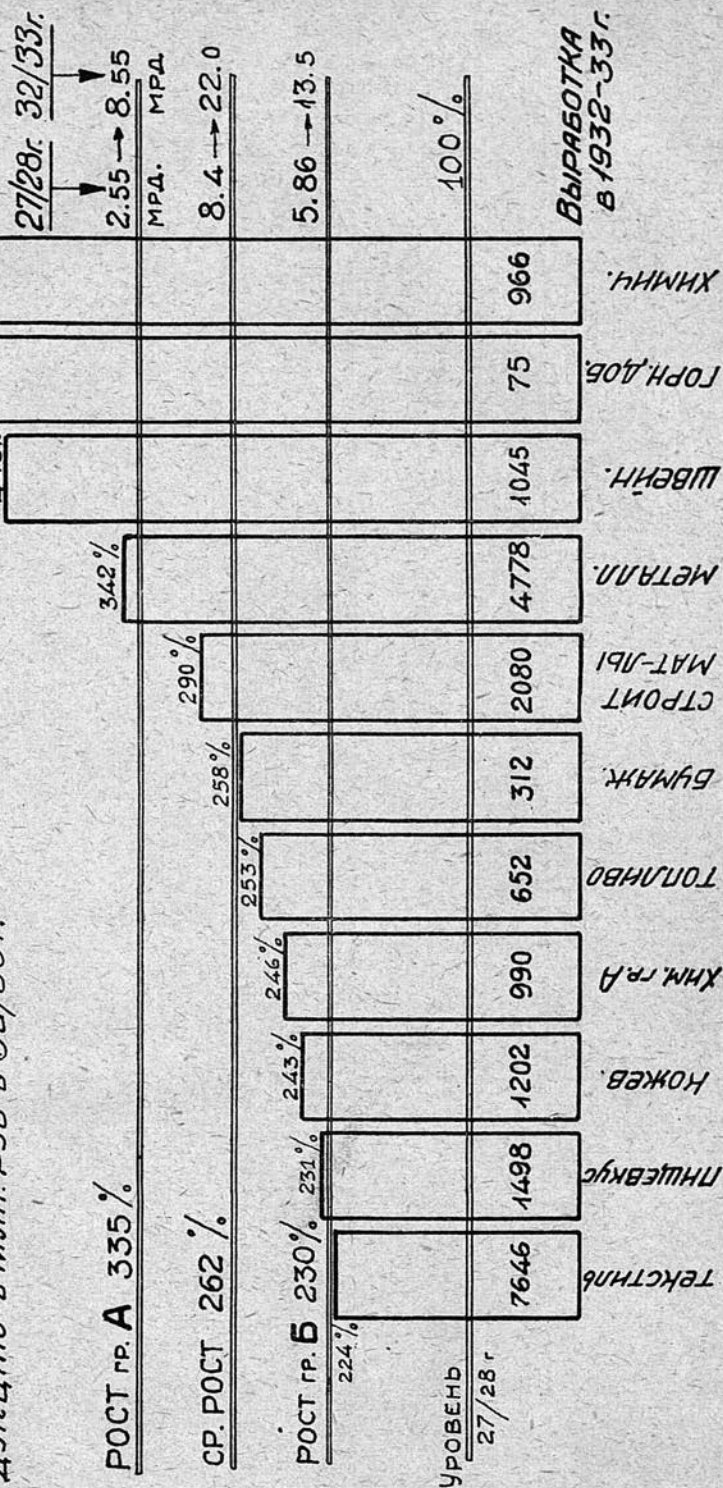 27/28г. 32/33г.
РОСТ ГР. А 335%
2.55 → 8.55
МРД. МРД
СР. РОСТ 262%
8.4 → 22.0
РОСТ ГР. Б 230%
5.86 → 13.5
УРОВЕНЬ
27/28 г
100%
224%
231%
243%
246%
253%
258%
290%
342%
7646
1498
1202
990
652
312
2080
4778
1045
75
966
ВЫРАБОТКА
В 1932-33 г.
ТЕКСТИЛЬ
ПИЩЕВКУС
КОЖЕВ.
ХИМ. ГР. А
ТОПЛИВО
БУМАЖ.
СТРОИТ
МАТ-ЛЫ
МЕТАЛЛ.
ШВЕЙН.
ГОРН. ДОБ.
ХИМИЧ.